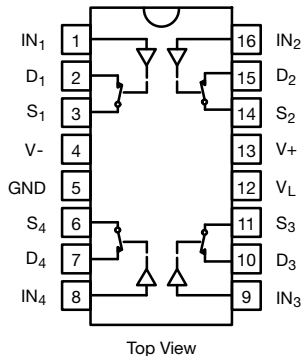 IN₁ 1 16 IN₂
D₁ 2 15 D₂
S₁ 3 14 S₂
V- 4 13 V+
GND 5 12 V_L
S₄ 6 11 S₃
D₄ 7 10 D₃
IN₄ 8 9 IN₃
Top View